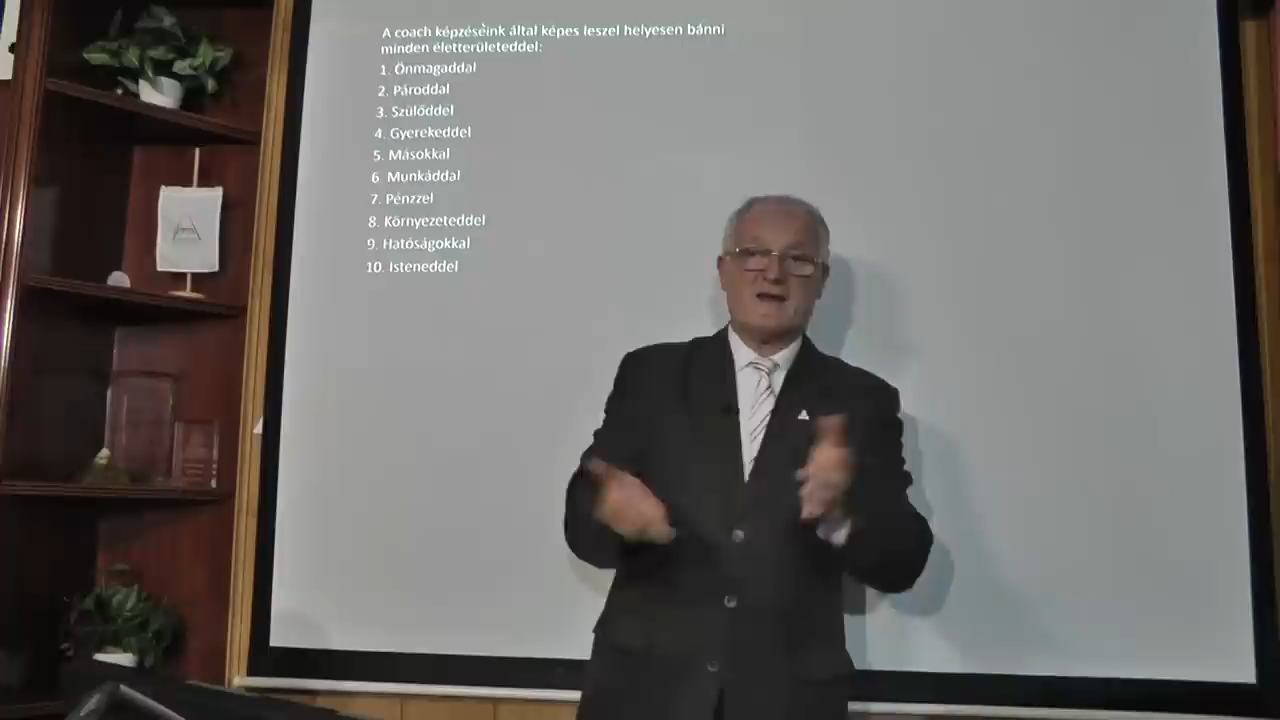 A coach képzéseink által képes leszel helyesen bánni
minden életterületeddel:
1. Önmagaddal
2. Pároddal
3. Szülőddel
4. Gyerekeddel
5. Másokkal
6. Munkáddal
7. Pénzzel
8. Környezeteddel
9. Hatóságokkal
10. Isteneddel